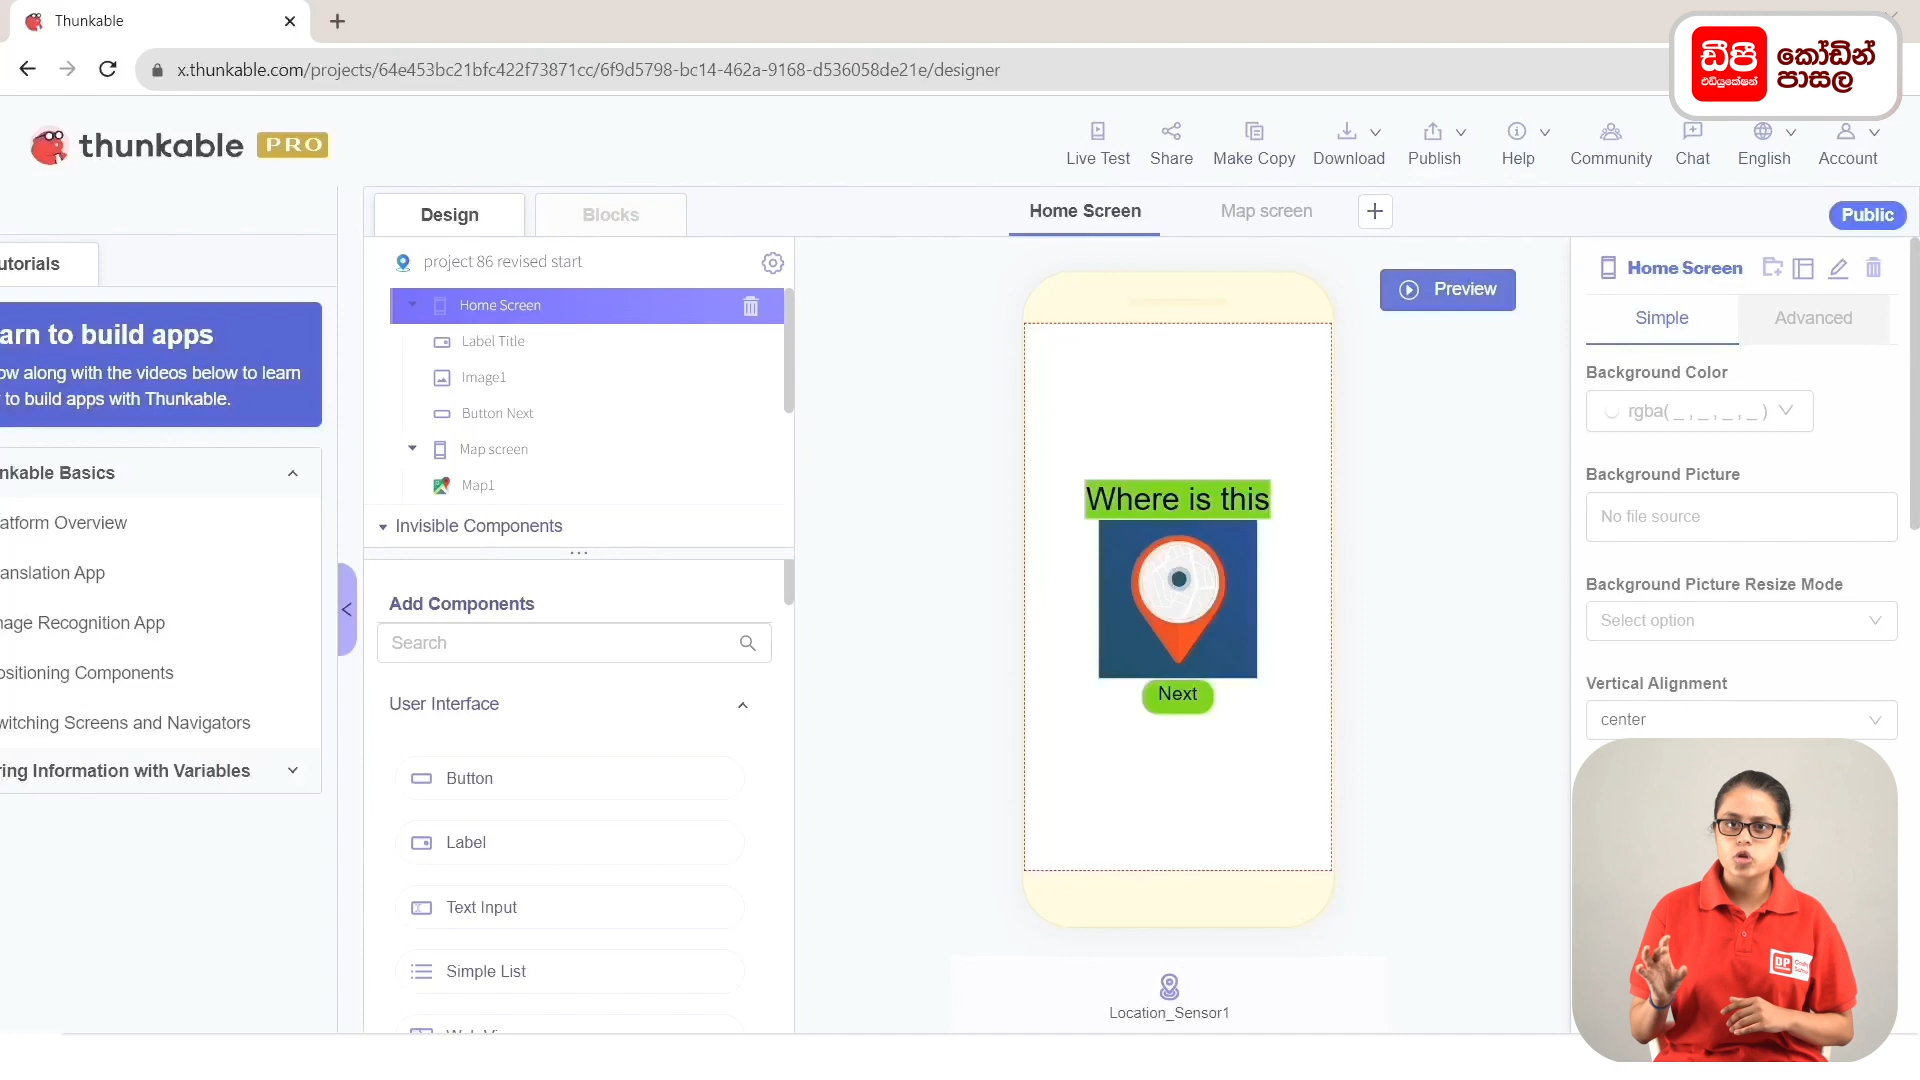 Thunkable
x.thunkable.com/projects/64e453bc21bfc422f73871cc/6f9d5798-bc14-462a-9168-d536058de21e/designer
ඩීපී
එඩියුකේෂන්
කෝඩින්
පාසල
thunkable PRO
Live Test
Share
Make Copy
Download
Publish
Help
Community
Chat
English
Account
Design
Blocks
Home Screen
Map screen
Public
utorials
arn to build apps
ow along with the videos below to learn
to build apps with Thunkable.
nkable Basics
atform Overview
anslation App
nage Recognition App
ositioning Components
witching Screens and Navigators
ring Information with Variables
project 86 revised start
Home Screen
Label Title
Image1
Button Next
Map screen
Map1
Invisible Components
Add Components
Search
User Interface
Button
Label
Text Input
Simple List
Preview
Where is this
Next
Location_Sensor1
Home Screen
Simple
Advanced
Background Color
rgba( _ , _ , _ , _ )
Background Picture
No file source
Background Picture Resize Mode
Select option
Vertical Alignment
center
DP